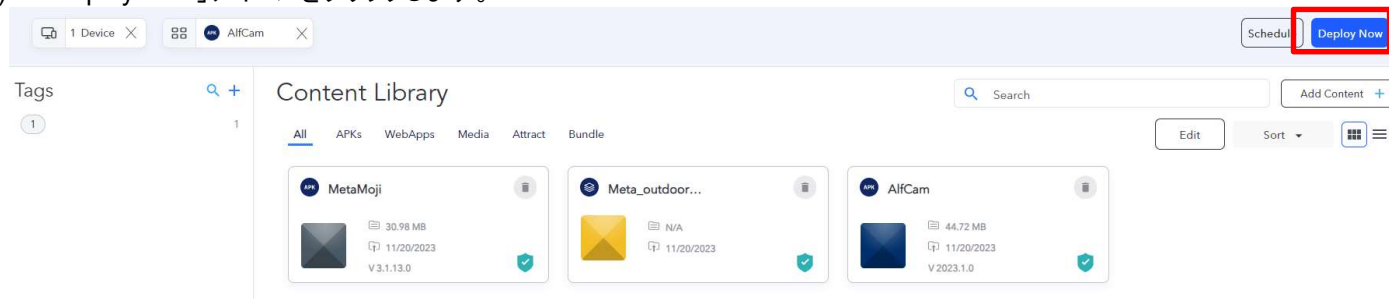 1 Device
AlfCam
Deploy Now
Tags
1
1
Content Library
Search
Add Content
All APKs WebApps Media Attract Bundle
Edit
Sort
APK MetaMoji
30.98 MB
11/20/2023
V 3.1.13.0
Meta_outdoor...
N/A
11/20/2023
APK AlfCam
44.72 MB
11/20/2023
V 2023.1.0